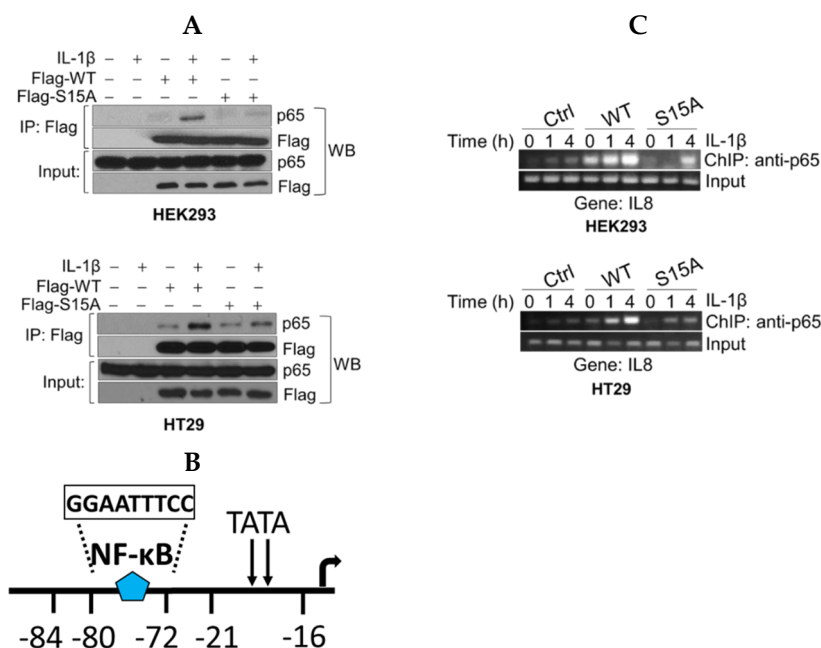 A
IL-1β – + – + – +
Flag-WT – – + + – –
Flag-S15A – – – – + +
IP: Flag
p65
Flag
Input:
p65
Flag
WB
HEK293
IL-1β – + – + – +
Flag-WT – – + + – –
Flag-S15A – – – – + +
IP: Flag
p65
Flag
Input:
p65
Flag
WB
HT29
B
GGAATTTCC
NF-κB
TATA
-84 -80 -72 -21 -16
C
Ctrl WT S15A
Time (h) 0 1 4 0 1 4 0 1 4 IL-1β
ChIP: anti-p65
Input
Gene: IL8
HEK293
Ctrl WT S15A
Time (h) 0 1 4 0 1 4 0 1 4 IL-1β
ChIP: anti-p65
Input
Gene: IL8
HT29